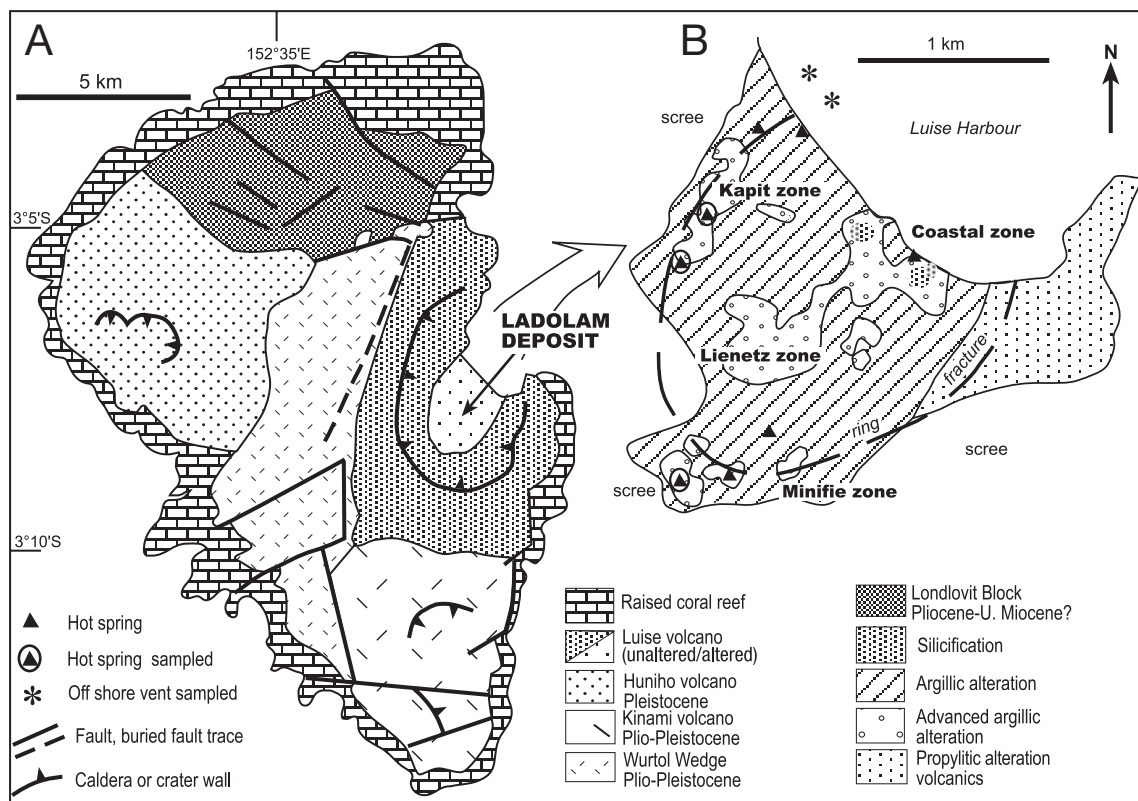 A
152°35'E
5 km
3°5'S
3°10'S
LADOLAM
DEPOSIT
B
1 km
N
scree
Luise Harbour
Kapit zone
Coastal zone
Lienetz zone
fracture
ring
scree
scree
Minifie zone
Hot spring
Hot spring sampled
Off shore vent sampled
Fault, buried fault trace
Caldera or crater wall
Raised coral reef
Luise volcano
(unaltered/altered)
Huniho volcano
Pleistocene
Kinami volcano
Plio-Pleistocene
Wurtol Wedge
Plio-Pleistocene
Londlovit Block
Pliocene-U. Miocene?
Silicification
Argillic alteration
Advanced argillic
alteration
Propylitic alteration
volcanics